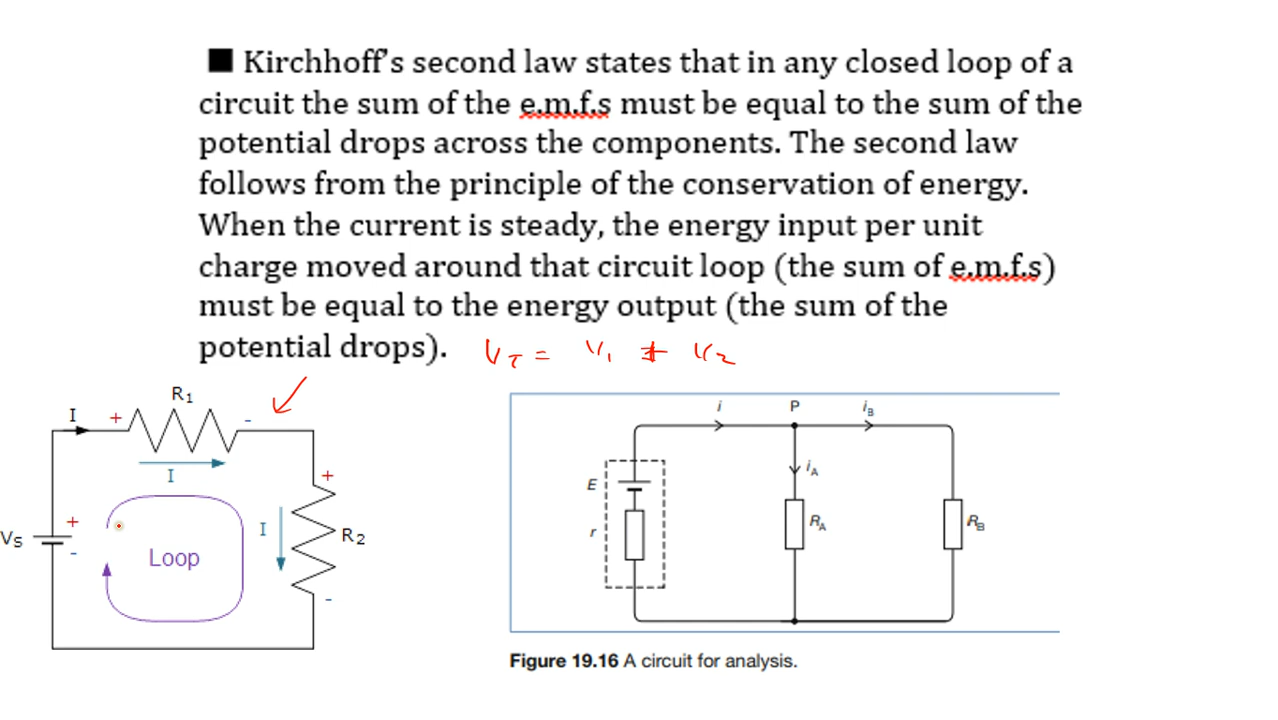 ■ Kirchhoff's second law states that in any closed loop of a
circuit the sum of the e.m.f.s must be equal to the sum of the
potential drops across the components. The second law
follows from the principle of the conservation of energy.
When the current is steady, the energy input per unit
charge moved around that circuit loop (the sum of e.m.f.s)
must be equal to the energy output (the sum of the
potential drops). V_T = V_1 + V_2
R1
I + -
I
+
Vs + -
I R2
Loop
-
i P iB
iA
E
r RA RB
Figure 19.16 A circuit for analysis.